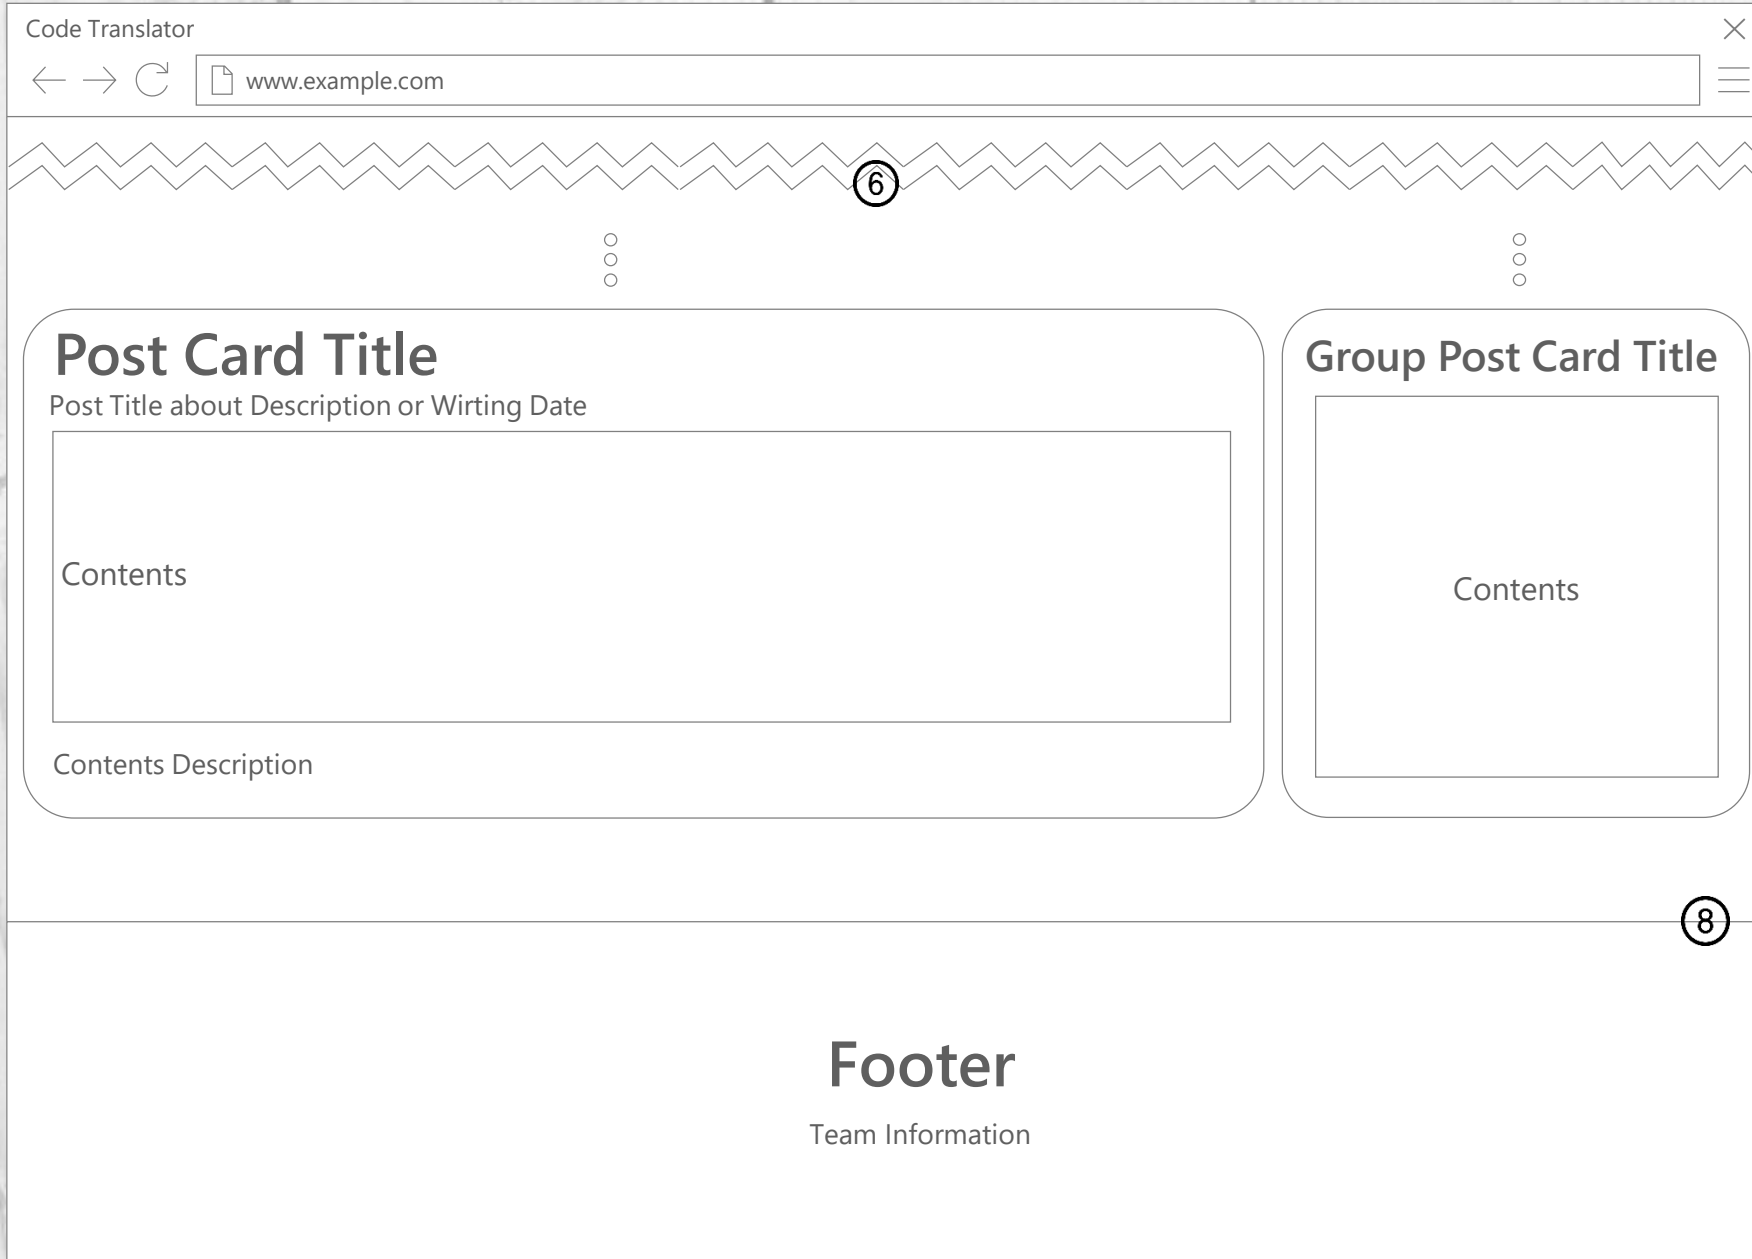 Code Translator
www.example.com
6
Post Card Title
Post Title about Description or Wirting Date
Contents
Contents Description
Group Post Card Title
Contents
8
Footer
Team Information